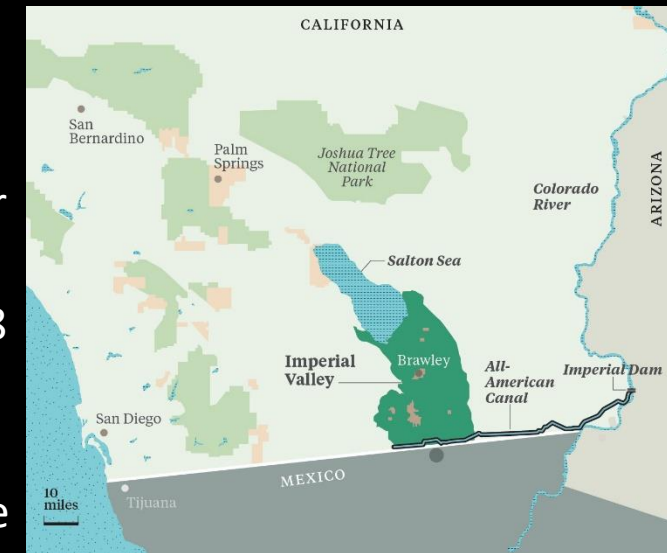 CALIFORNIA
San
Bernardino
Palm
Springs
Joshua Tree
National
Park
Colorado
River
ARIZONA
r
Salton Sea
8
Imperial
Valley
Brawley
All-
American
Canal
Imperial Dam
San Diego
MEXICO
10
miles
Tijuana
e